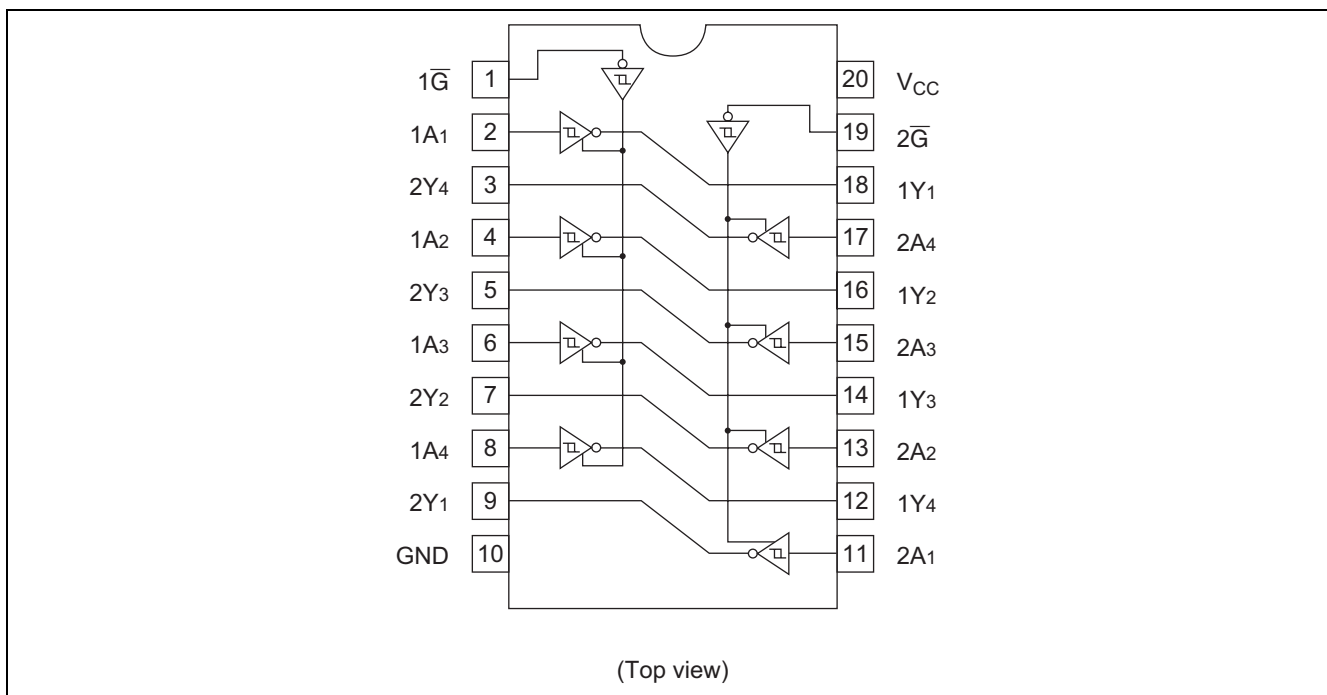 1G̅ 1 20 VCC
1A1 2 19 2G̅
2Y4 3 18 1Y1
1A2 4 17 2A4
2Y3 5 16 1Y2
1A3 6 15 2A3
2Y2 7 14 1Y3
1A4 8 13 2A2
2Y1 9 12 1Y4
GND 10 11 2A1
(Top view)